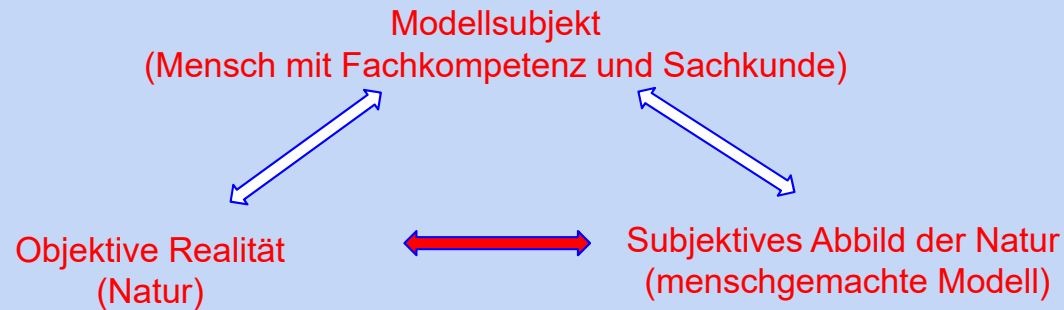 Modellsubjekt
(Mensch mit Fachkompetenz und Sachkunde)
Objektive Realität
(Natur)
Subjektives Abbild der Natur
(menschgemachte Modell)